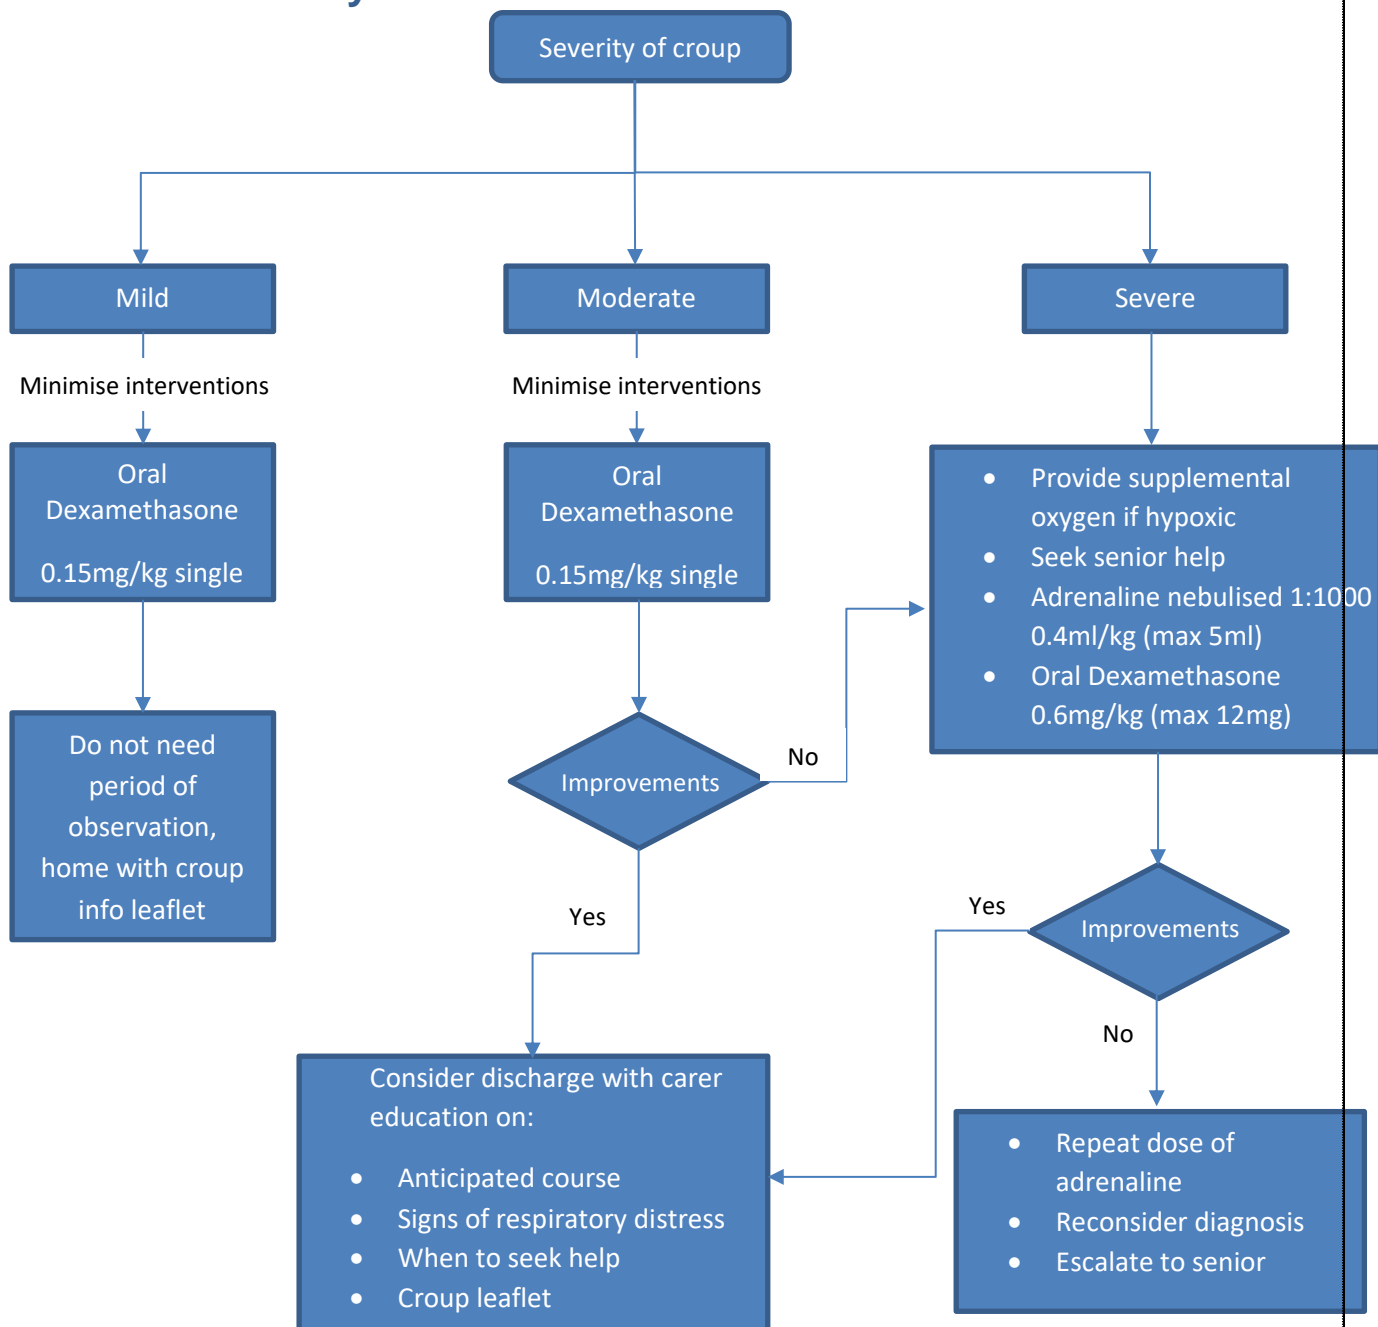 Severity of croup
Mild
Moderate
Severe
Minimise interventions
Minimise interventions
Oral
Dexamethasone
0.15mg/kg single
Oral
Dexamethasone
0.15mg/kg single
• Provide supplemental
oxygen if hypoxic
• Seek senior help
• Adrenaline nebulised 1:1000
0.4ml/kg (max 5ml)
• Oral Dexamethasone
0.6mg/kg (max 12mg)
Do not need
period of
observation,
home with croup
info leaflet
Improvements
No
Yes
Improvements
Yes
No
Consider discharge with carer
education on:
• Anticipated course
• Signs of respiratory distress
• When to seek help
• Croup leaflet
• Repeat dose of
adrenaline
• Reconsider diagnosis
• Escalate to senior